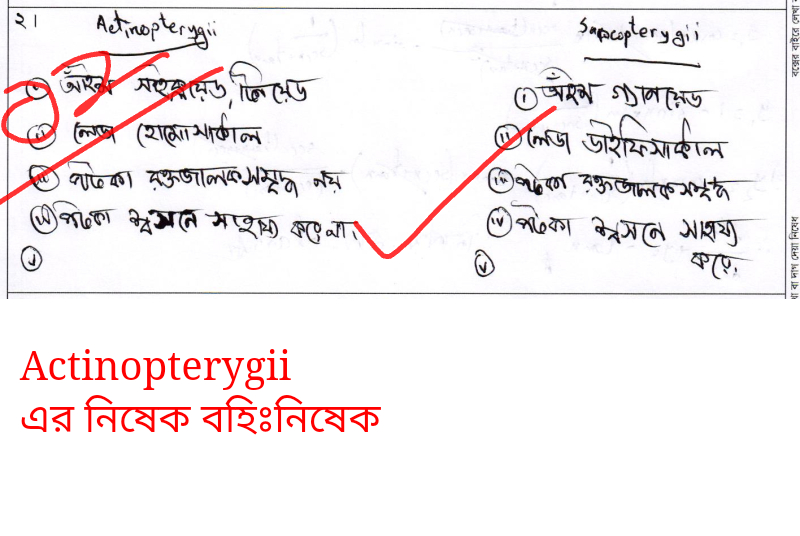 ২। Actinopterygii Sarcopterygii
i আঁইশ সাইক্লয়েড, টিনয়েড i আঁইশ গ্যানয়েড
ii লেজ হোমোসার্কাল ii লেজ ডাইফিসার্কাল
iii পটকা রক্তজালকসমৃদ্ধ নয় iii পটকা রক্তজালকসমৃদ্ধ
iv পটকা শ্বসনে সাহায্য করে না। iv পটকা শ্বসনে সাহায্য
করে।
v v
Actinopterygii
এর নিষেক বহিঃনিষেক